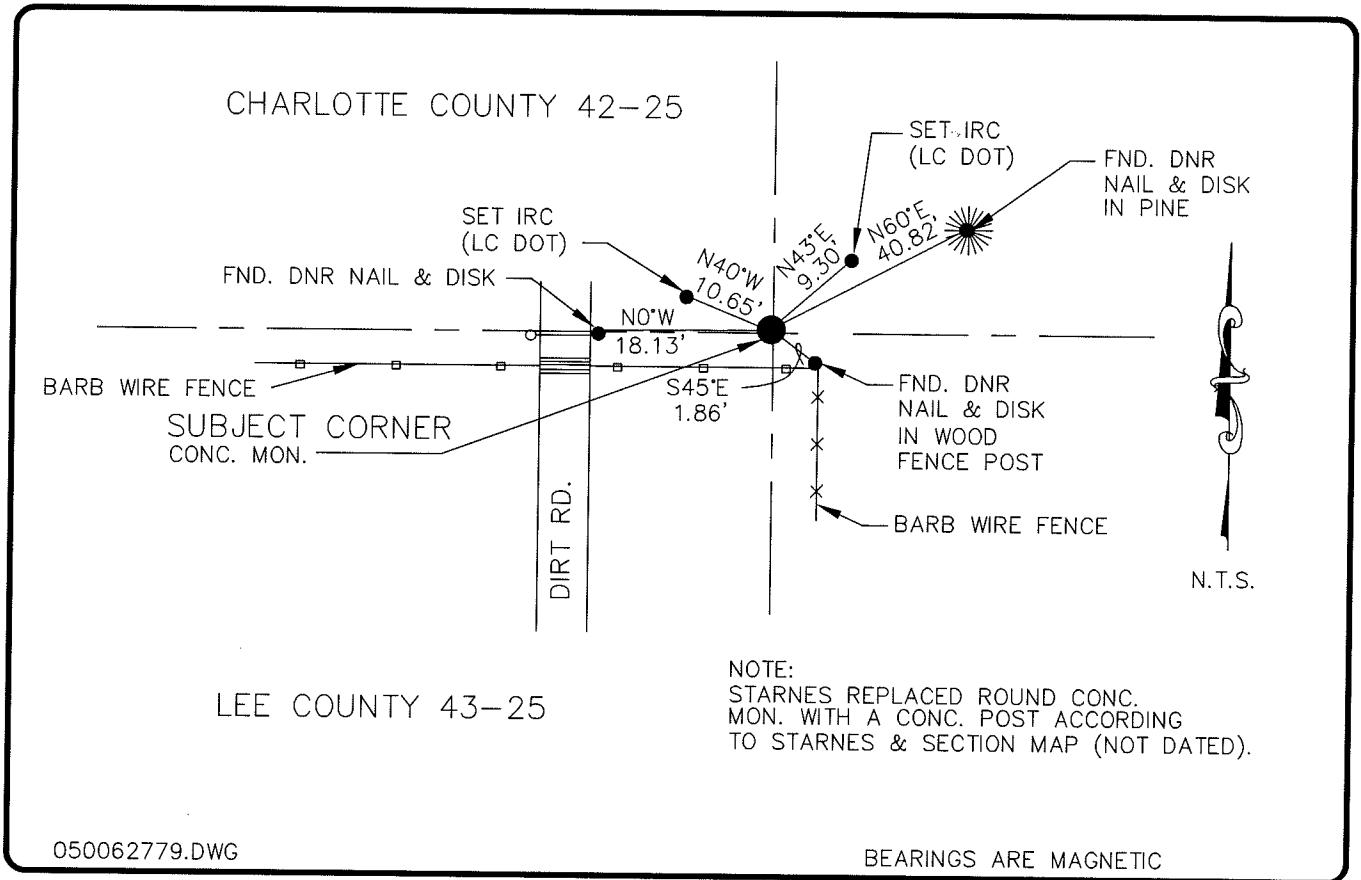 CHARLOTTE COUNTY 42-25
SET IRC
(LC DOT)
FND. DNR
NAIL & DISK
IN PINE
SET IRC
(LC DOT)
FND. DNR NAIL & DISK
N40°W
10.65'
N43°E
9.30'
N60°E
40.82'
N0°W
18.13'
BARB WIRE FENCE
S45°E
1.86'
FND. DNR
NAIL & DISK
IN WOOD
FENCE POST
SUBJECT CORNER
CONC. MON.
DIRT RD.
BARB WIRE FENCE
N.T.S.
LEE COUNTY 43-25
NOTE:
STARNES REPLACED ROUND CONC.
MON. WITH A CONC. POST ACCORDING
TO STARNES & SECTION MAP (NOT DATED).
050062779.DWG
BEARINGS ARE MAGNETIC